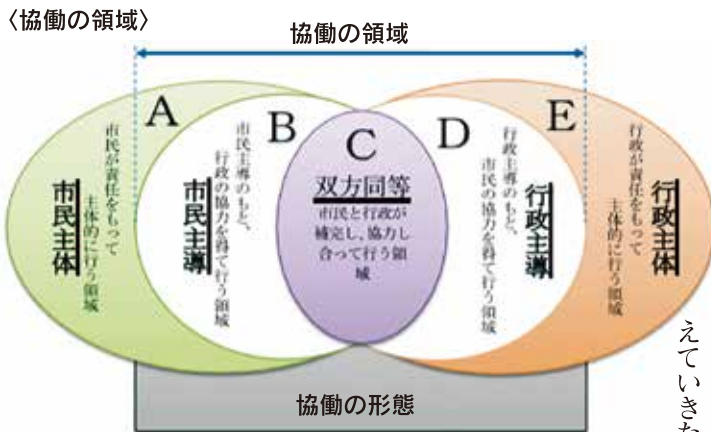 〈協働の領域〉
協働の領域
A
市民主体
市民が責任をもって
主体的に行う領域
B
市民主導
市民主導のもと、
行政の協力を得て行う領域
C
双方同等
市民と行政が
補完し、協力し
合って行う領
域
D
行政主導
行政主導のもと、
市民の協力を得て行う領域
E
行政主体
行政が責任をもって
主体的に行う領域
協働の形態
えていきた